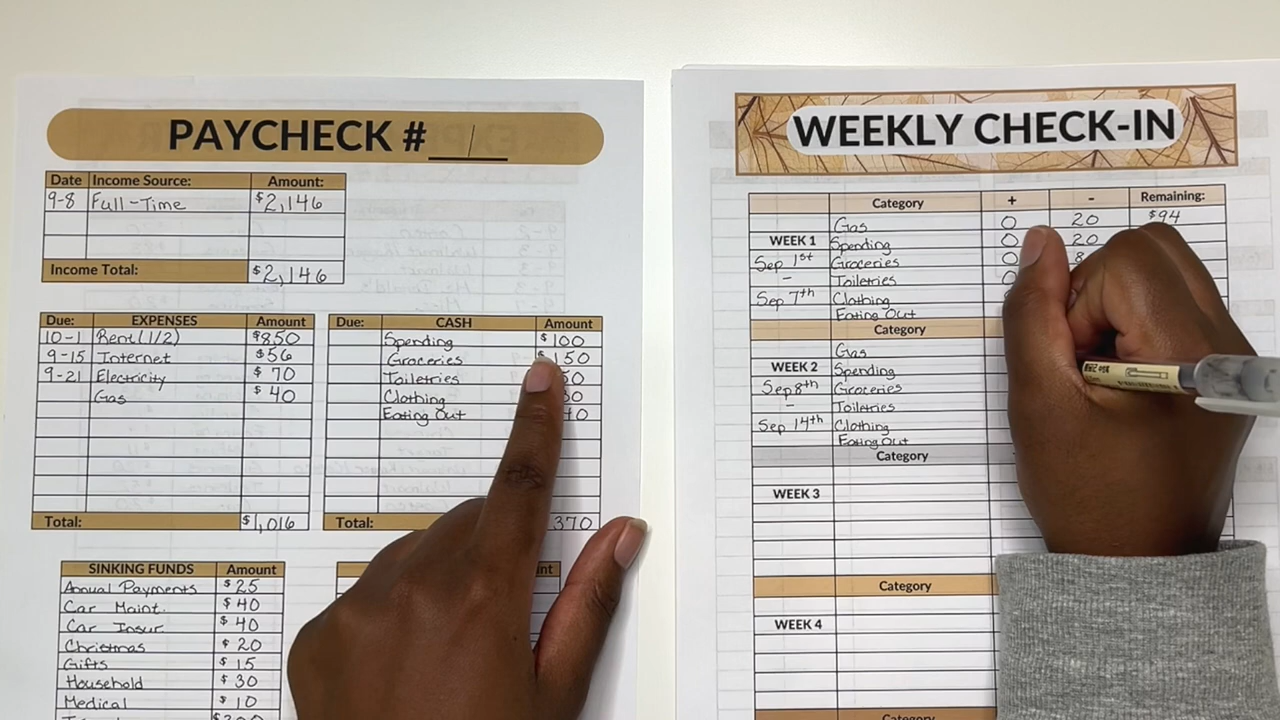 PAYCHECK # 1
Date Income Source: Amount:
9-8 Full-Time $2,146
Income Total: $2,146
Due: EXPENSES Amount
10-1 Rent (1/2) $850
9-15 Internet $56
9-21 Electricity $70
Gas $40
Total: $1,016
Due: CASH Amount
Spending $100
Groceries $150
Toiletries
Clothing
Eating Out
Total: 370
SINKING FUNDS Amount
Annual Payments $25
Car Maint. $40
Car Insur. $40
Christmas $20
Gifts $15
Household $30
Medical $10
WEEKLY CHECK-IN
Category + - Remaining:
Gas 0 20 $94
WEEK 1 Spending 0 20
Sep 1st Groceries 0
- Toiletries
Sep 7th Clothing
Eating Out
Category
Gas
WEEK 2 Spending
Sep 8th Groceries
- Toiletries
Sep 14th Clothing
Eating Out
Category
WEEK 3
Category
WEEK 4
Category